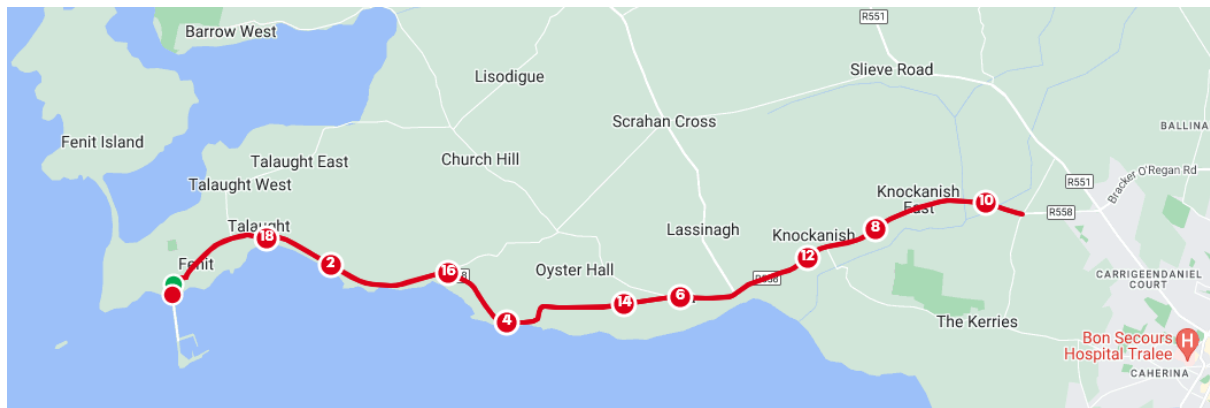 R551
Barrow West
Slieve Road
Lisodigue
Scrahan Cross
BALLINA
Fenit Island
Talaught East
Church Hill
Bracker O'Regan Rd
R551
Talaught West
Knockanish
East
10
R558
Talaught
18
Lassinagh
Knockanish
8
12
Fenit
2
16
8
Oyster Hall
CARRIGEENDANIEL
COURT
6
14
4
The Kerries
Bon Secours
Hospital Tralee
H
CAHERINA